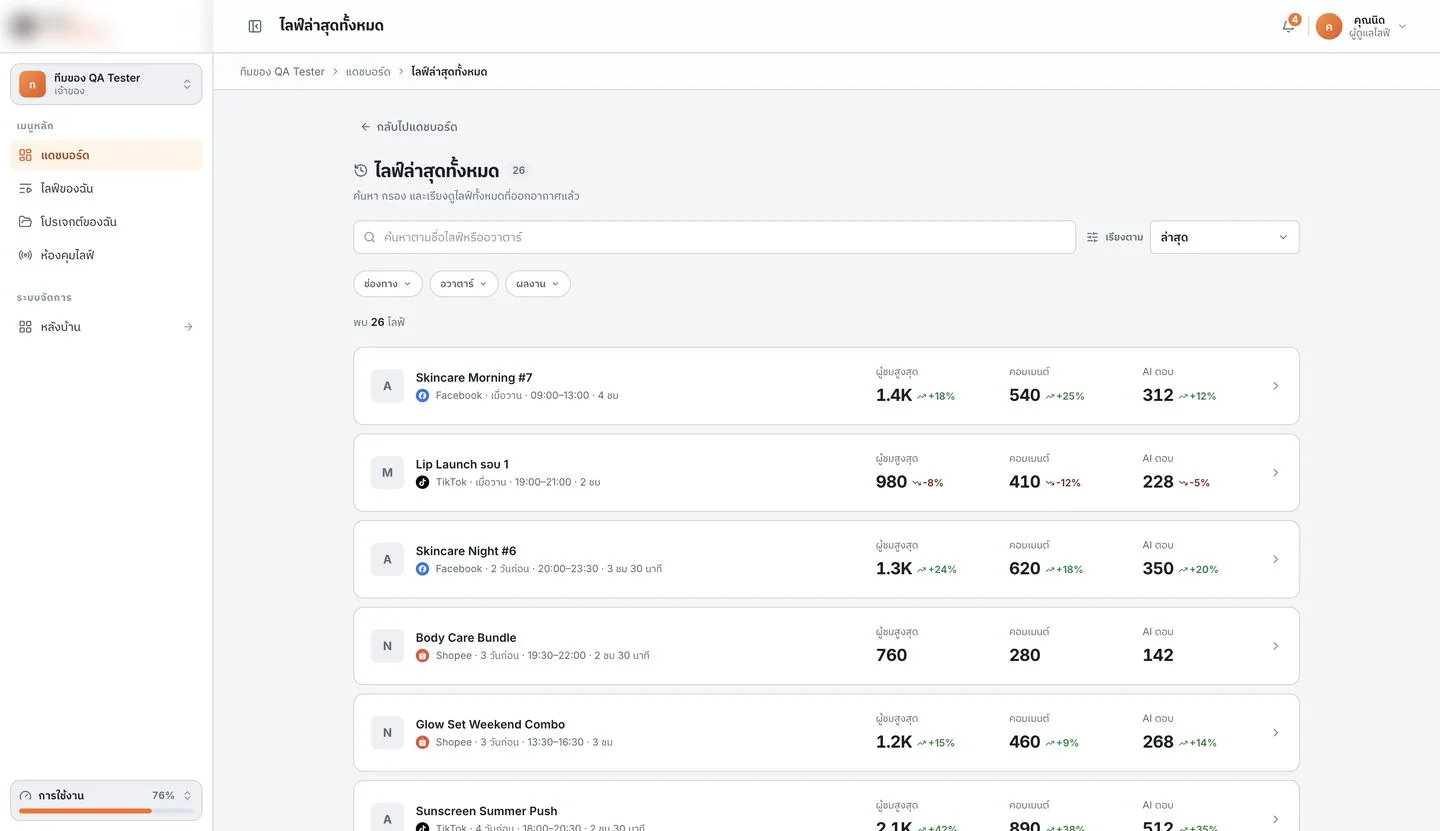 ไลฟ์ล่าสุดทั้งหมด
4
ค
คุณนิด
ผู้ดูแลไลฟ์
ท
ทีมของ QA Tester
เจ้าของ
เมนูหลัก
แดชบอร์ด
ไลฟ์ของฉัน
โปรเจกต์ของฉัน
ห้องคุมไลฟ์
ระบบจัดการ
หลังบ้าน
การใช้งาน 76%
ทีมของ QA Tester > แดชบอร์ด > ไลฟ์ล่าสุดทั้งหมด
← กลับไปแดชบอร์ด
ไลฟ์ล่าสุดทั้งหมด 26
ค้นหา กรอง และเรียงดูไลฟ์ทั้งหมดที่ออกอากาศแล้ว
ค้นหาตามชื่อไลฟ์หรืออวาตาร์
เรียงตาม ล่าสุด
ช่องทาง อวาตาร์ ผลงาน
พบ 26 ไลฟ์
A
Skincare Morning #7
Facebook · เมื่อวาน · 09:00–13:00 · 4 ชม
ผู้ชมสูงสุด คอมเมนต์ AI ตอบ
1.4K +18% 540 +25% 312 +12%
M
Lip Launch รอบ 1
TikTok · เมื่อวาน · 19:00–21:00 · 2 ชม
ผู้ชมสูงสุด คอมเมนต์ AI ตอบ
980 -8% 410 -12% 228 -5%
A
Skincare Night #6
Facebook · 2 วันก่อน · 20:00–23:30 · 3 ชม 30 นาที
ผู้ชมสูงสุด คอมเมนต์ AI ตอบ
1.3K +24% 620 +18% 350 +20%
N
Body Care Bundle
Shopee · 3 วันก่อน · 19:30–22:00 · 2 ชม 30 นาที
ผู้ชมสูงสุด คอมเมนต์ AI ตอบ
760 280 142
N
Glow Set Weekend Combo
Shopee · 3 วันก่อน · 13:30–16:30 · 3 ชม
ผู้ชมสูงสุด คอมเมนต์ AI ตอบ
1.2K +15% 460 +9% 268 +14%
A
Sunscreen Summer Push
TikTok · 4 วันก่อน · 18:00–20:30 · 2 ชม 30 นาที
ผู้ชมสูงสุด คอมเมนต์ AI ตอบ
2.1K +42% 890 +38% 512 +35%